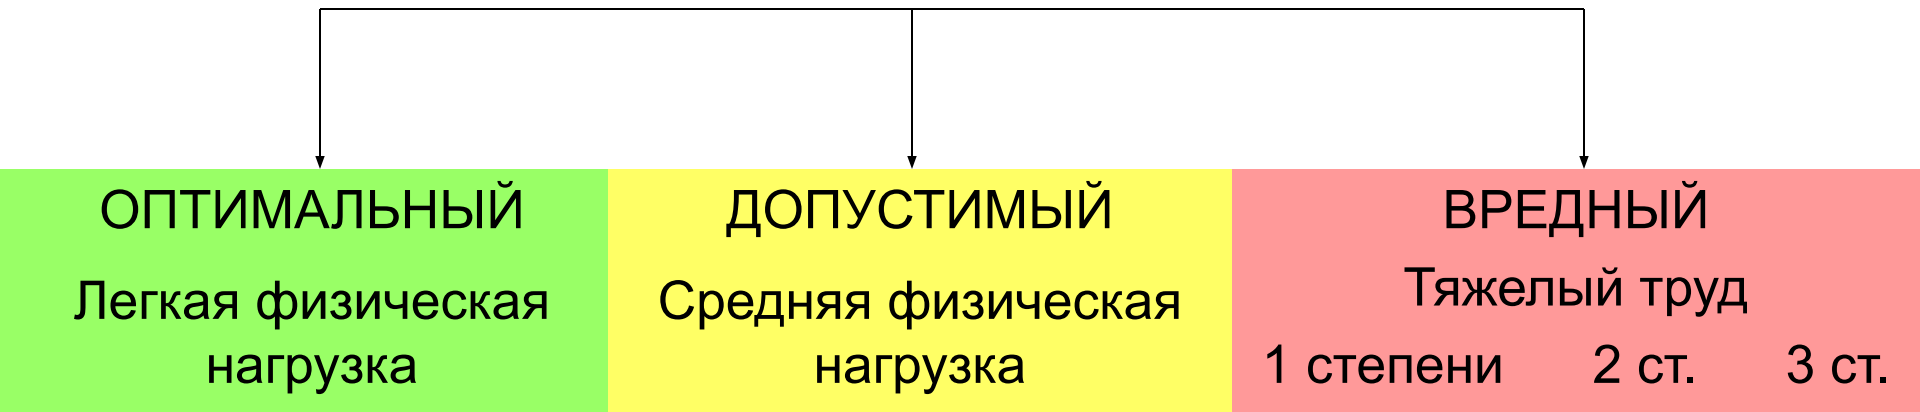 ОПТИМАЛЬНЫЙ
Легкая физическая
нагрузка
ДОПУСТИМЫЙ
Средняя физическая
нагрузка
ВРЕДНЫЙ
Тяжелый труд
1 степени 2 ст. 3 ст.